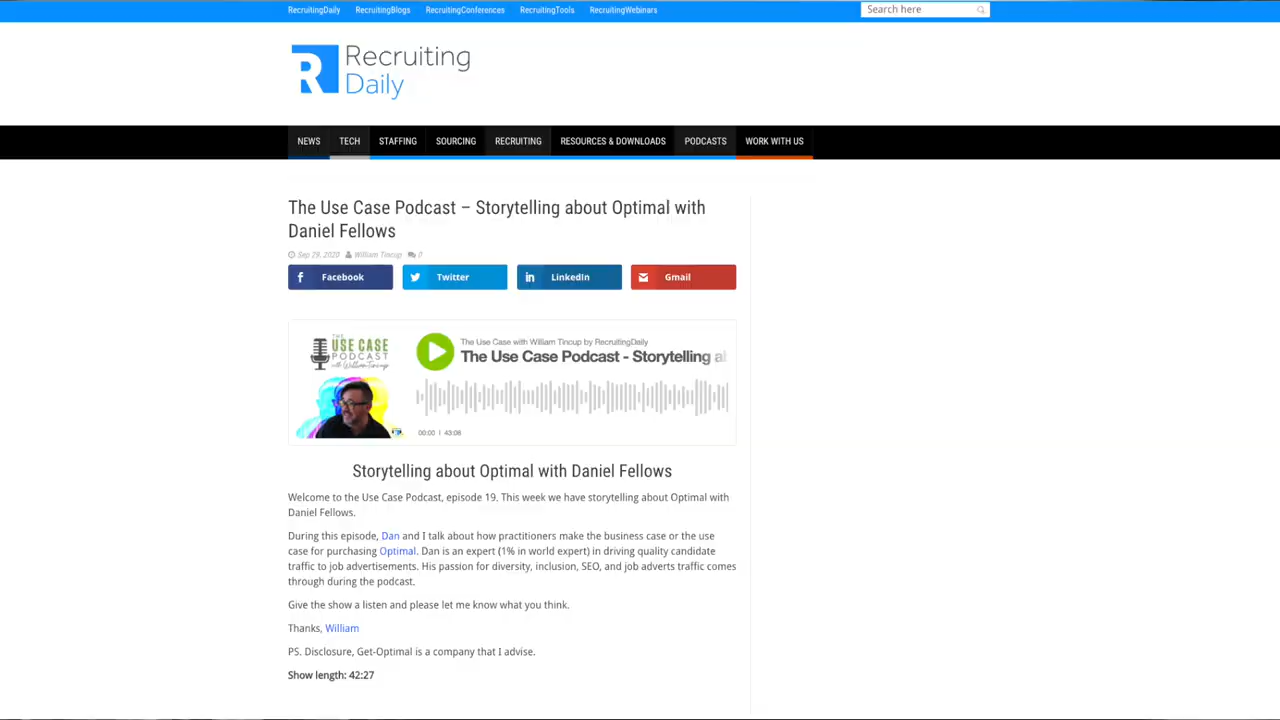 RecruitingDaily RecruitingBlogs RecruitingConferences RecruitingTools RecruitingWebinars Search here
Recruiting
Daily
NEWS TECH STAFFING SOURCING RECRUITING RESOURCES & DOWNLOADS PODCASTS WORK WITH US
The Use Case Podcast – Storytelling about Optimal with
Daniel Fellows
Sep 29, 2020 William Tincup 0
Facebook Twitter LinkedIn Gmail
THE
USE CASE
PODCAST
with William Tincup
The Use Case with William Tincup by RecruitingDaily
The Use Case Podcast - Storytelling a
00:00 | 43:06
Storytelling about Optimal with Daniel Fellows
Welcome to the Use Case Podcast, episode 19. This week we have storytelling about Optimal with
Daniel Fellows.
During this episode, Dan and I talk about how practitioners make the business case or the use
case for purchasing Optimal. Dan is an expert (1% in world expert) in driving quality candidate
traffic to job advertisements. His passion for diversity, inclusion, SEO, and job adverts traffic comes
through during the podcast.
Give the show a listen and please let me know what you think.
Thanks, William
PS. Disclosure, Get-Optimal is a company that I advise.
Show length: 42:27